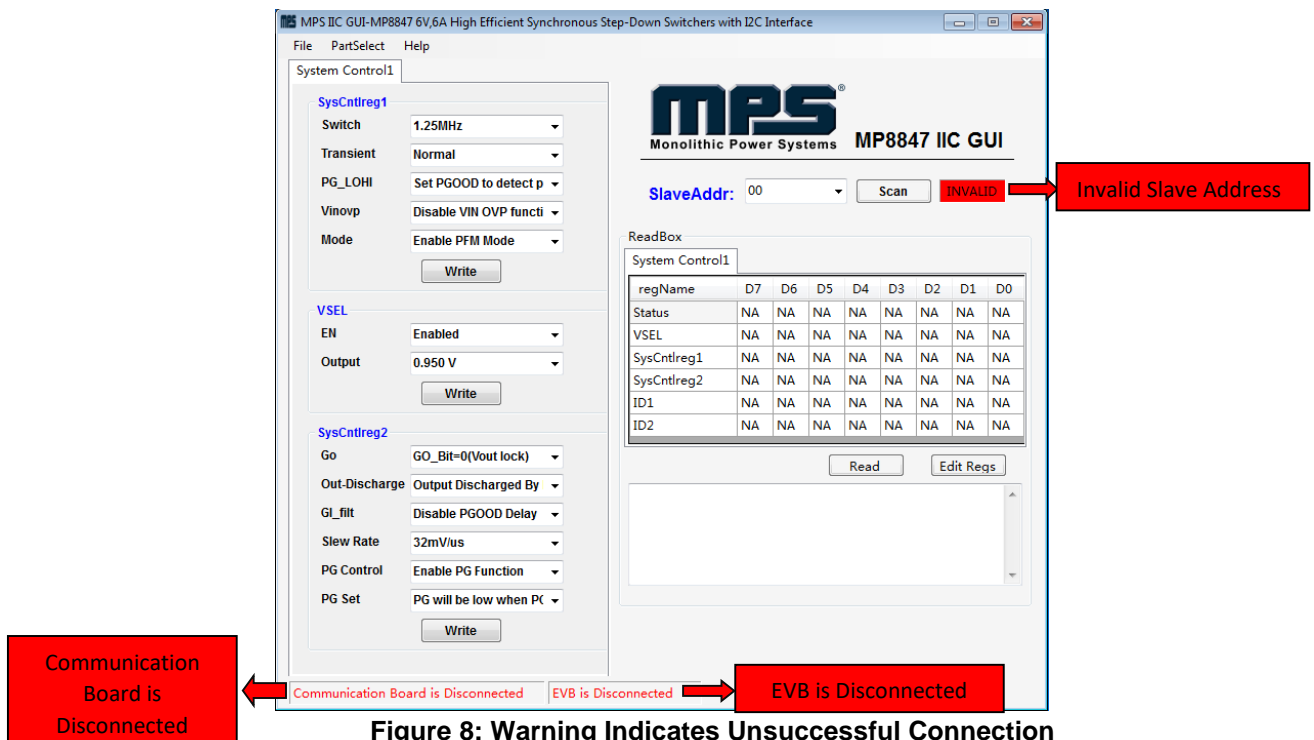 MPS IIC GUI-MP8847 6V,6A High Efficient Synchronous Step-Down Switchers with I2C Interface
File PartSelect Help
System Control1
SysCntlreg1
Switch 1.25MHz
Transient Normal
PG_LOHI Set PGOOD to detect p
Vinovp Disable VIN OVP functi
Mode Enable PFM Mode
Write
VSEL
EN Enabled
Output 0.950 V
Write
SysCntlreg2
Go GO_Bit=0(Vout lock)
Out-Discharge Output Discharged By
GI_filt Disable PGOOD Delay
Slew Rate 32mV/us
PG Control Enable PG Function
PG Set PG will be low when P(
Write
mps®
Monolithic Power Systems MP8847 IIC GUI
SlaveAddr: 00 Scan INVALID
Invalid Slave Address
ReadBox
System Control1
regName D7 D6 D5 D4 D3 D2 D1 D0
Status NA NA NA NA NA NA NA NA
VSEL NA NA NA NA NA NA NA NA
SysCntlreg1 NA NA NA NA NA NA NA NA
SysCntlreg2 NA NA NA NA NA NA NA NA
ID1 NA NA NA NA NA NA NA NA
ID2 NA NA NA NA NA NA NA NA
Read Edit Regs
Communication Board is Disconnected EVB is Disconnected
Communication
Board is
Disconnected
EVB is Disconnected
Figure 8: Warning Indicates Unsuccessful Connection